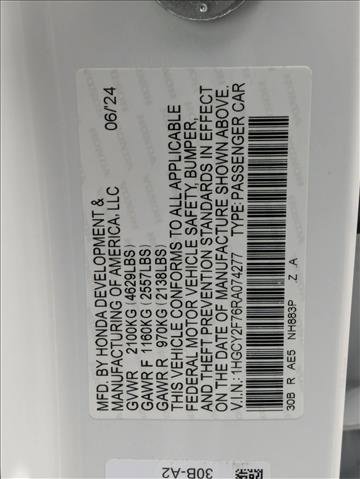 MFD. BY HONDA DEVELOPMENT &
MANUFACTURING OF AMERICA, LLC 06/'24
GVWR 2100KG (4629LBS)
GAWR F 1160KG (2557LBS)
GAWR R 970KG (2138LBS)
THIS VEHICLE CONFORMS TO ALL APPLICABLE
FEDERAL MOTOR VEHICLE SAFETY, BUMPER,
AND THEFT PREVENTION STANDARDS IN EFFECT
ON THE DATE OF MANUFACTURE SHOWN ABOVE.
V.I.N.: 1HGCY2F76RA074277 TYPE: PASSENGER CAR
30B R AE5 NH883P Z A
30B-A2